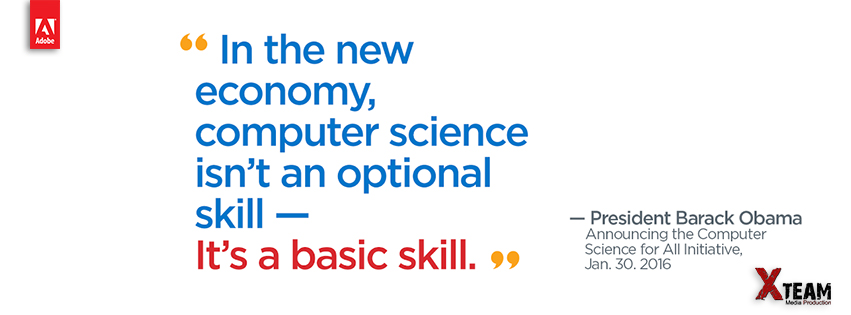 Adobe
“ In the new
economy,
computer science
isn’t an optional
skill —
It’s a basic skill. ”
— President Barack Obama
Announcing the Computer
Science for All Initiative,
Jan. 30. 2016
X TEAM
Media Production